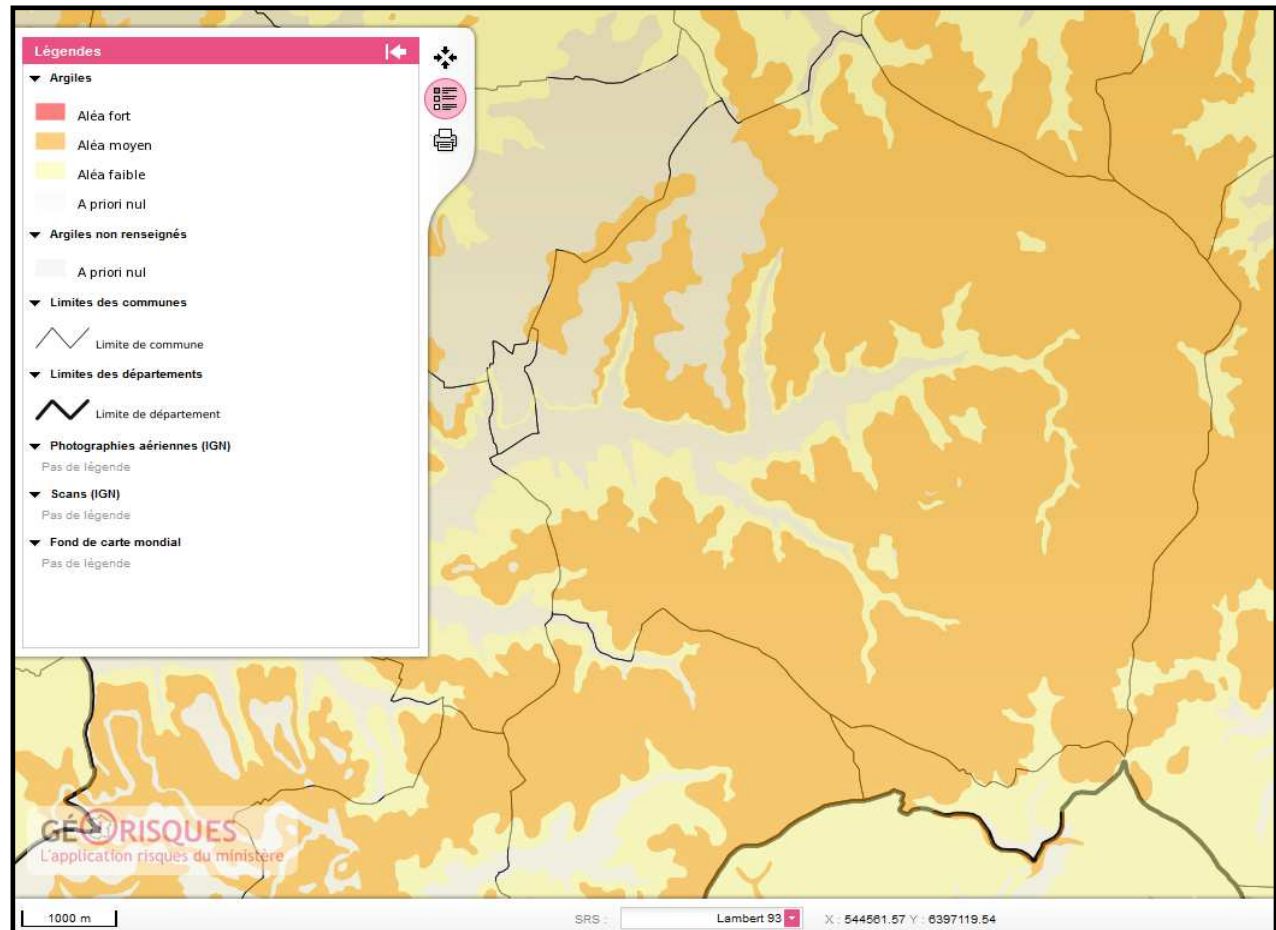 Légendes
Argiles
Aléa fort
Aléa moyen
Aléa faible
A priori nul
Argiles non renseignés
A priori nul
Limites des communes
Limite de commune
Limites des départements
Limite de département
Photographies aériennes (IGN)
Pas de légende
Scans (IGN)
Pas de légende
Fond de carte mondial
Pas de légende
GÉORISQUES
L'application risques du ministère
1000 m
SRS : Lambert 93 X : 544561.57 Y : 6397119.54